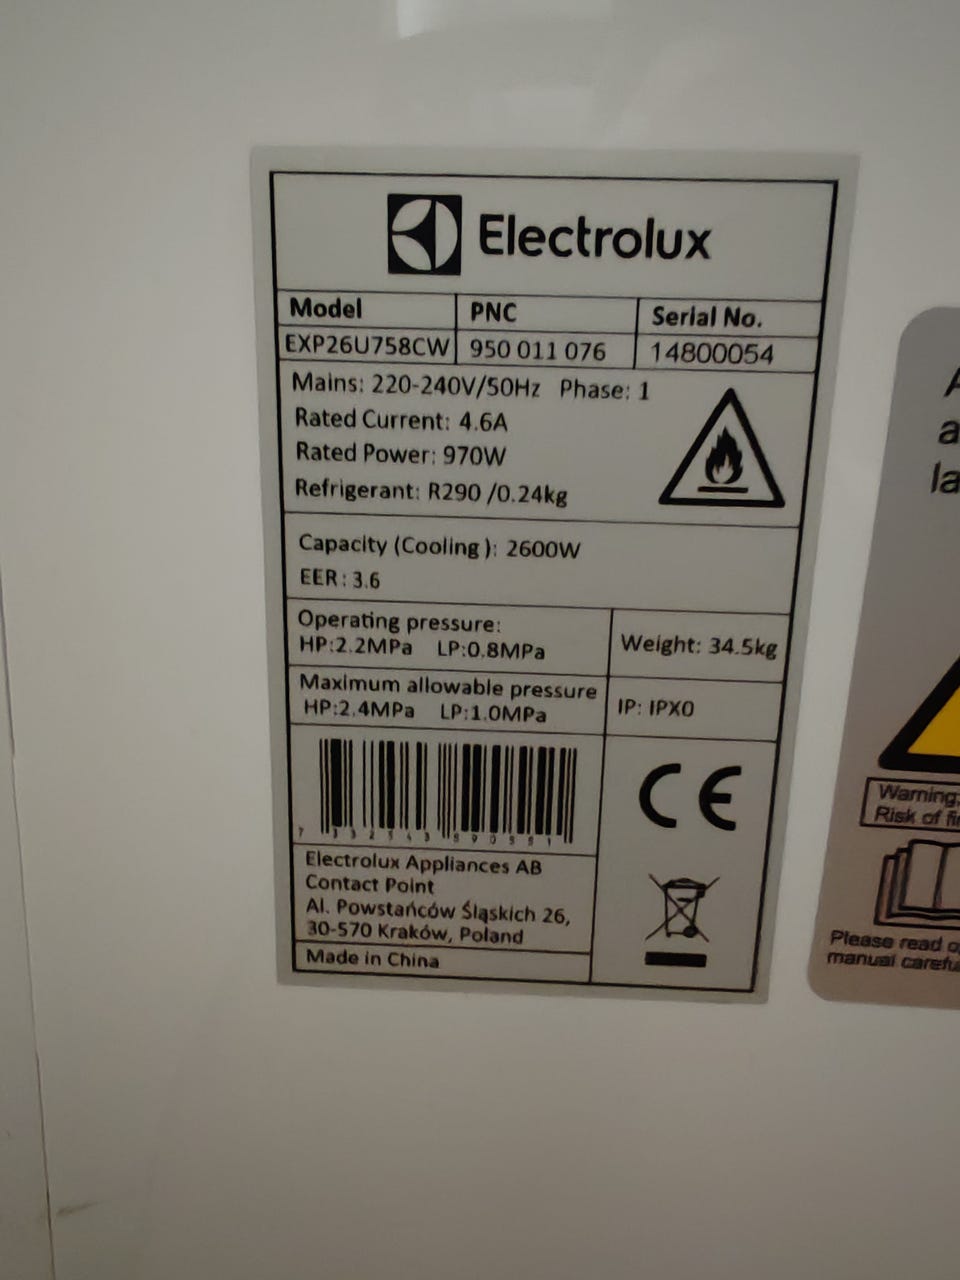 Electrolux
Model PNC Serial No.
EXP26U758CW 950 011 076 14800054
Mains: 220-240V/50Hz Phase: 1
Rated Current: 4.6A
Rated Power: 970W
Refrigerant: R290 /0.24kg
Capacity (Cooling): 2600W
EER: 3.6
Operating pressure:
HP:2.2MPa LP:0.8MPa
Weight: 34.5kg
Maximum allowable pressure
HP:2.4MPa LP:1.0MPa
IP: IPX0
CE
Electrolux Appliances AB
Contact Point
Al. Powstańców Śląskich 26,
30-570 Kraków, Poland
Made in China
Warning:
Risk of
Please read
manual